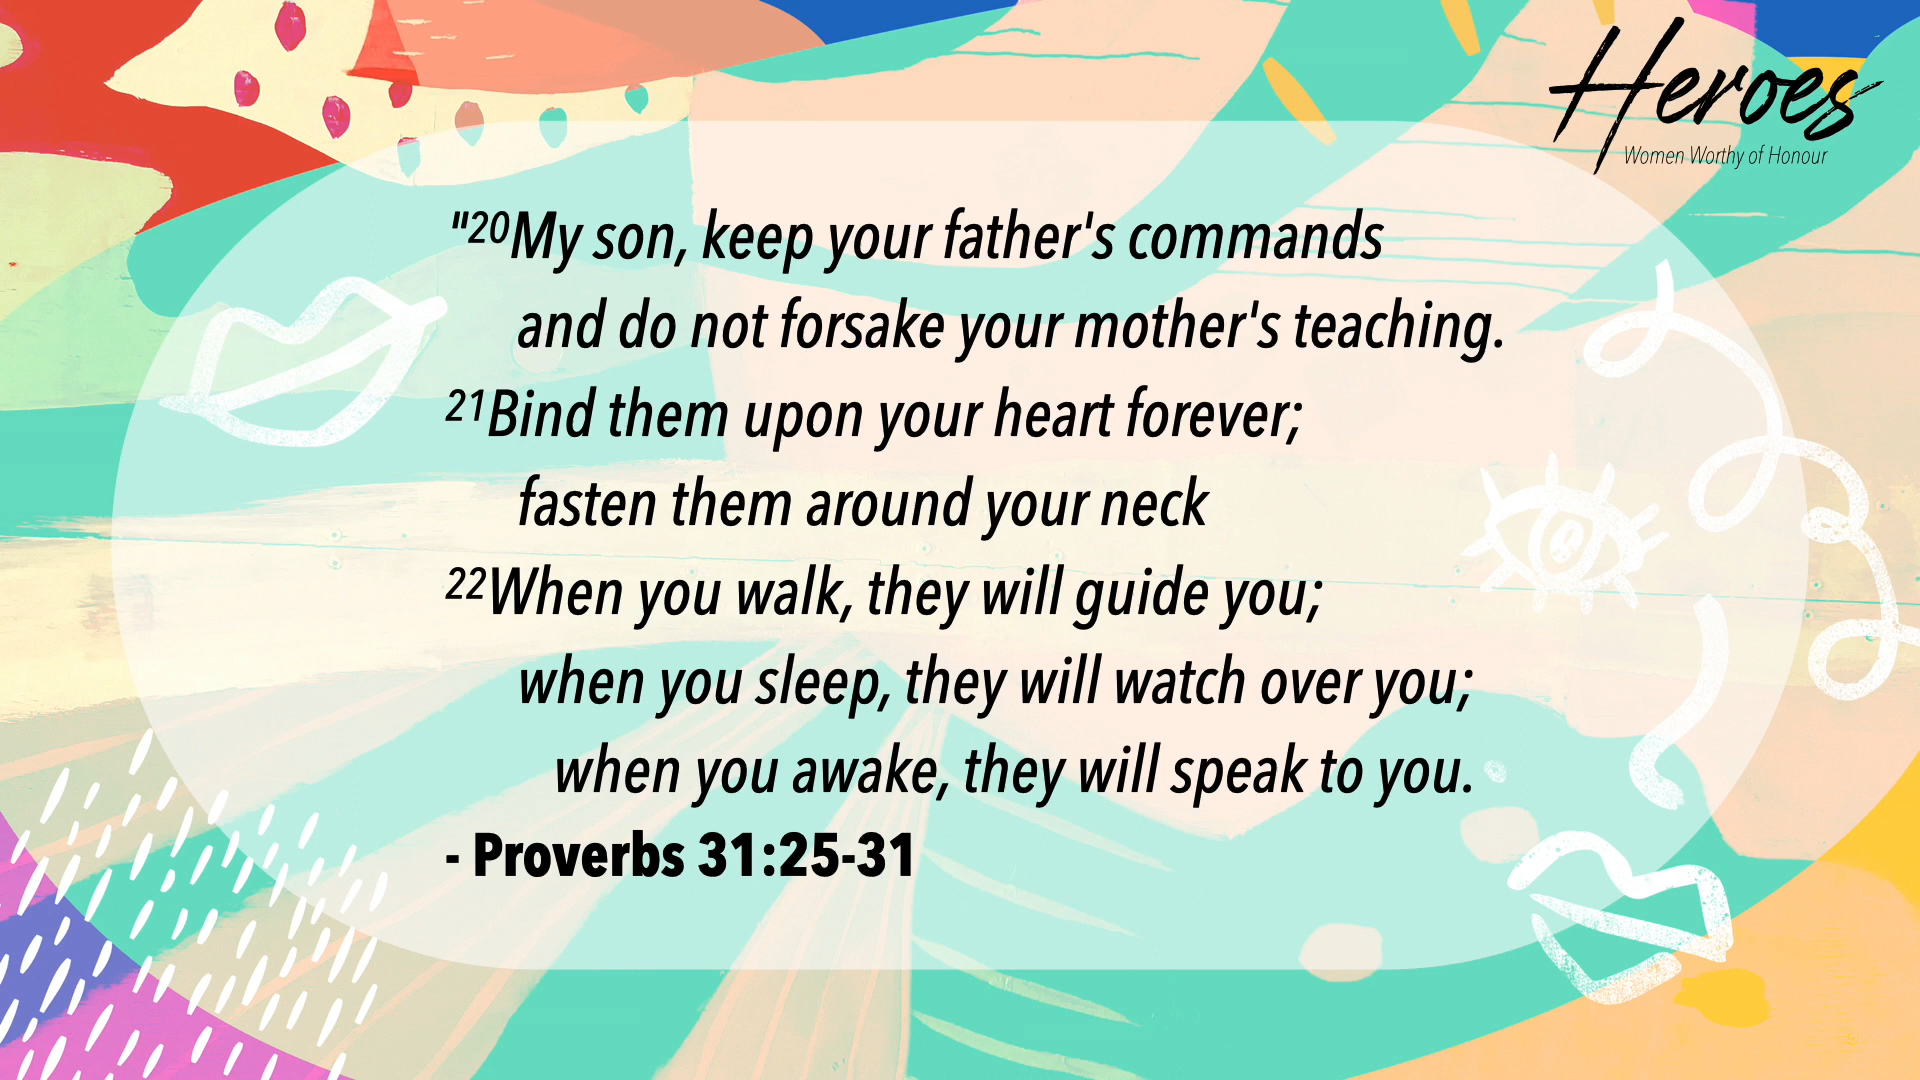 Heroes
Women Worthy of Honour
"20My son, keep your father's commands
and do not forsake your mother's teaching.
21Bind them upon your heart forever;
fasten them around your neck
22When you walk, they will guide you;
when you sleep, they will watch over you;
when you awake, they will speak to you.
- Proverbs 31:25-31